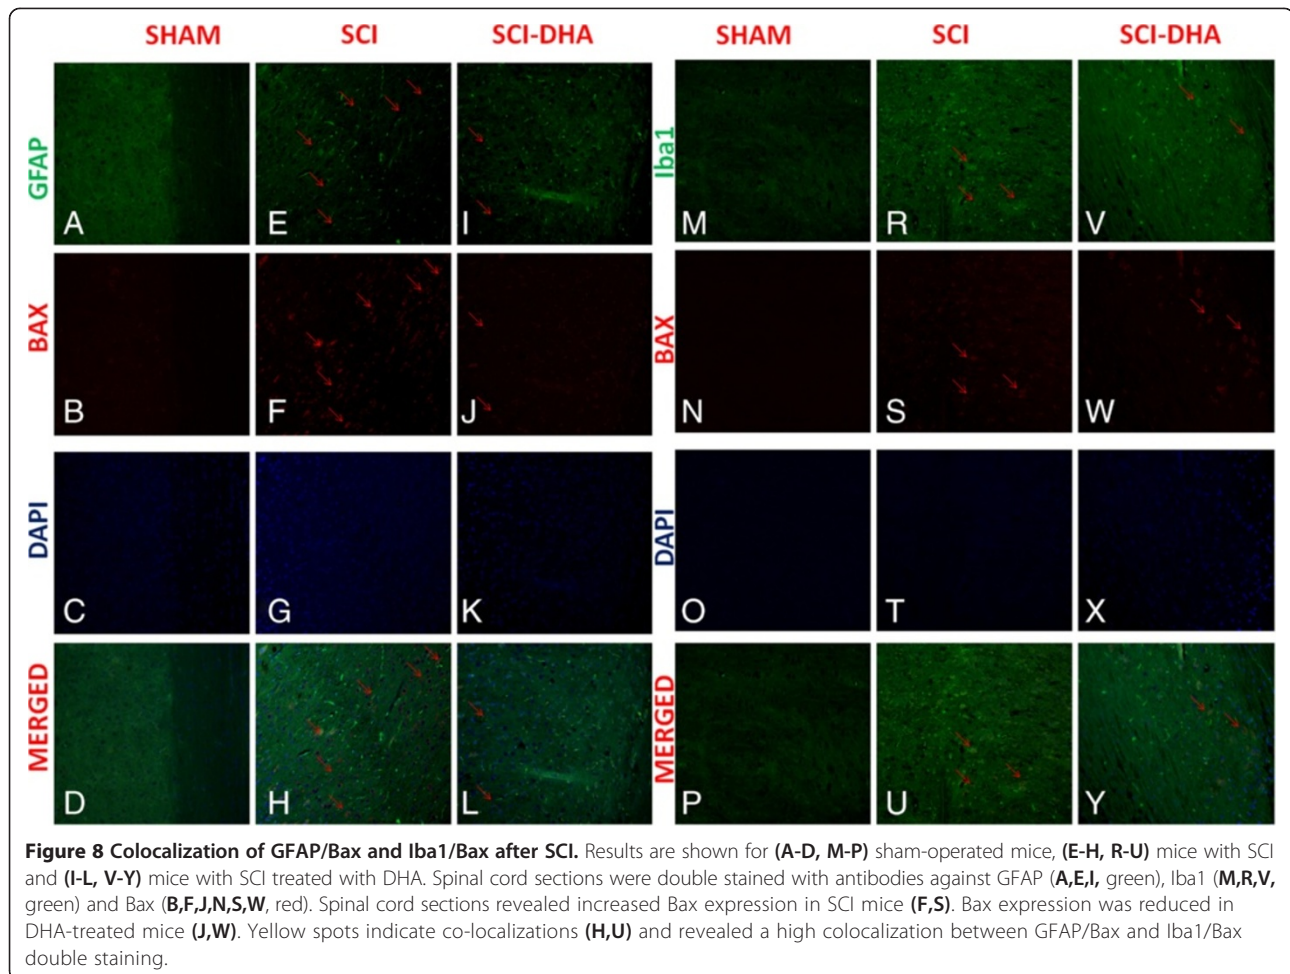 SHAM SCI SCI-DHA SHAM SCI SCI-DHA
GFAP A E I Iba1 M R V
BAX B F J BAX N S W
DAPI C G K DAPI O T X
MERGED D H L MERGED P U Y
Figure 8 Colocalization of GFAP/Bax and Iba1/Bax after SCI. Results are shown for (A-D, M-P) sham-operated mice, (E-H, R-U) mice with SCI
and (I-L, V-Y) mice with SCI treated with DHA. Spinal cord sections were double stained with antibodies against GFAP (A,E,I, green), Iba1 (M,R,V,
green) and Bax (B,F,J,N,S,W, red). Spinal cord sections revealed increased Bax expression in SCI mice (F,S). Bax expression was reduced in
DHA-treated mice (J,W). Yellow spots indicate co-localizations (H,U) and revealed a high colocalization between GFAP/Bax and Iba1/Bax
double staining.